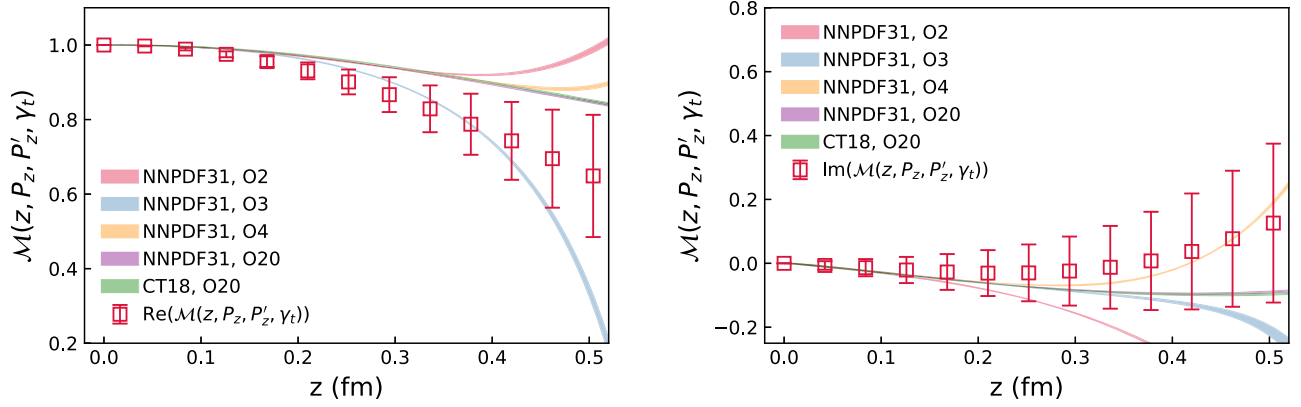 1.0
0.8
0.6
0.4
0.2
0.0
0.1
0.2
0.3
0.4
0.5
z (fm)
ℳ(z, P_z, P′_z, γ_t)
NNPDF31, O2
NNPDF31, O3
NNPDF31, O4
NNPDF31, O20
CT18, O20
Re(ℳ(z, P_z, P′_z, γ_t))
0.8
0.6
0.4
0.2
0.0
−0.2
0.0
0.1
0.2
0.3
0.4
0.5
z (fm)
ℳ(z, P_z, P′_z, γ_t)
NNPDF31, O2
NNPDF31, O3
NNPDF31, O4
NNPDF31, O20
CT18, O20
Im(ℳ(z, P_z, P′_z, γ_t))